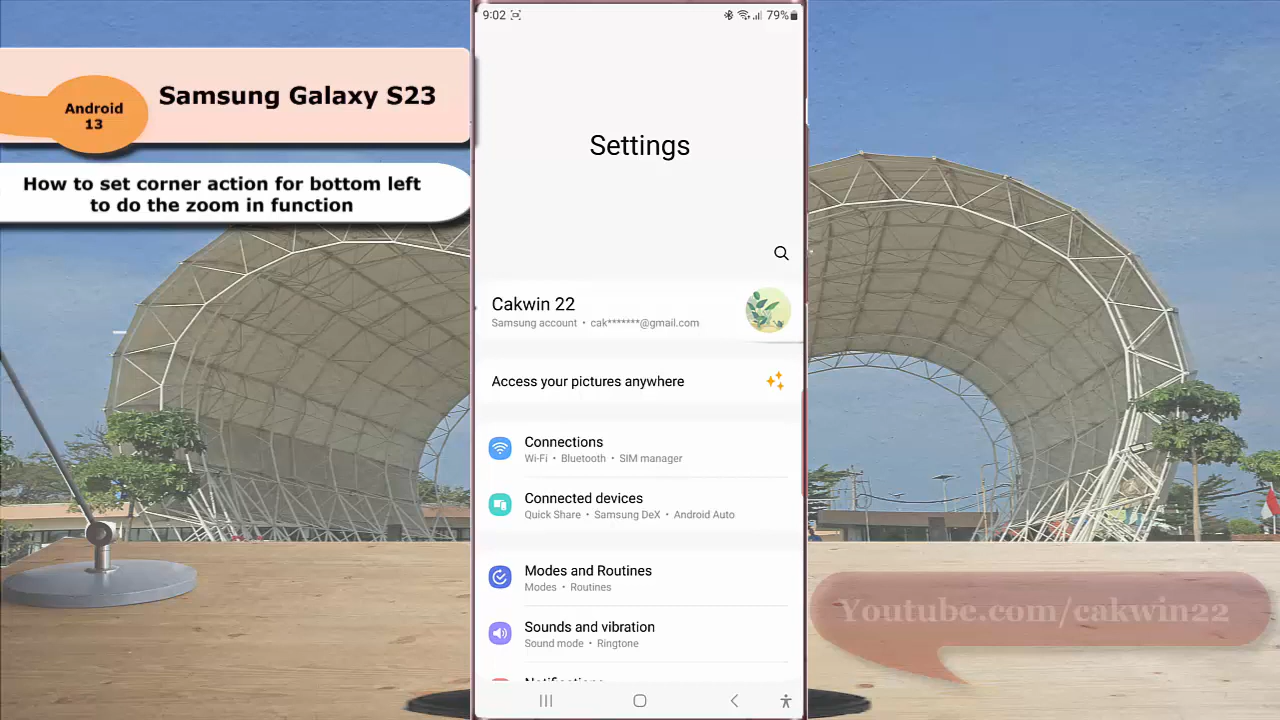 Android
13
Samsung Galaxy S23
How to set corner action for bottom left
to do the zoom in function
9:02
79%
Settings
Cakwin 22
Samsung account • cak*******@gmail.com
Access your pictures anywhere
Connections
Wi-Fi • Bluetooth • SIM manager
Connected devices
Quick Share • Samsung DeX • Android Auto
Modes and Routines
Modes • Routines
Sounds and vibration
Sound mode • Ringtone
Youtube.com/cakwin22